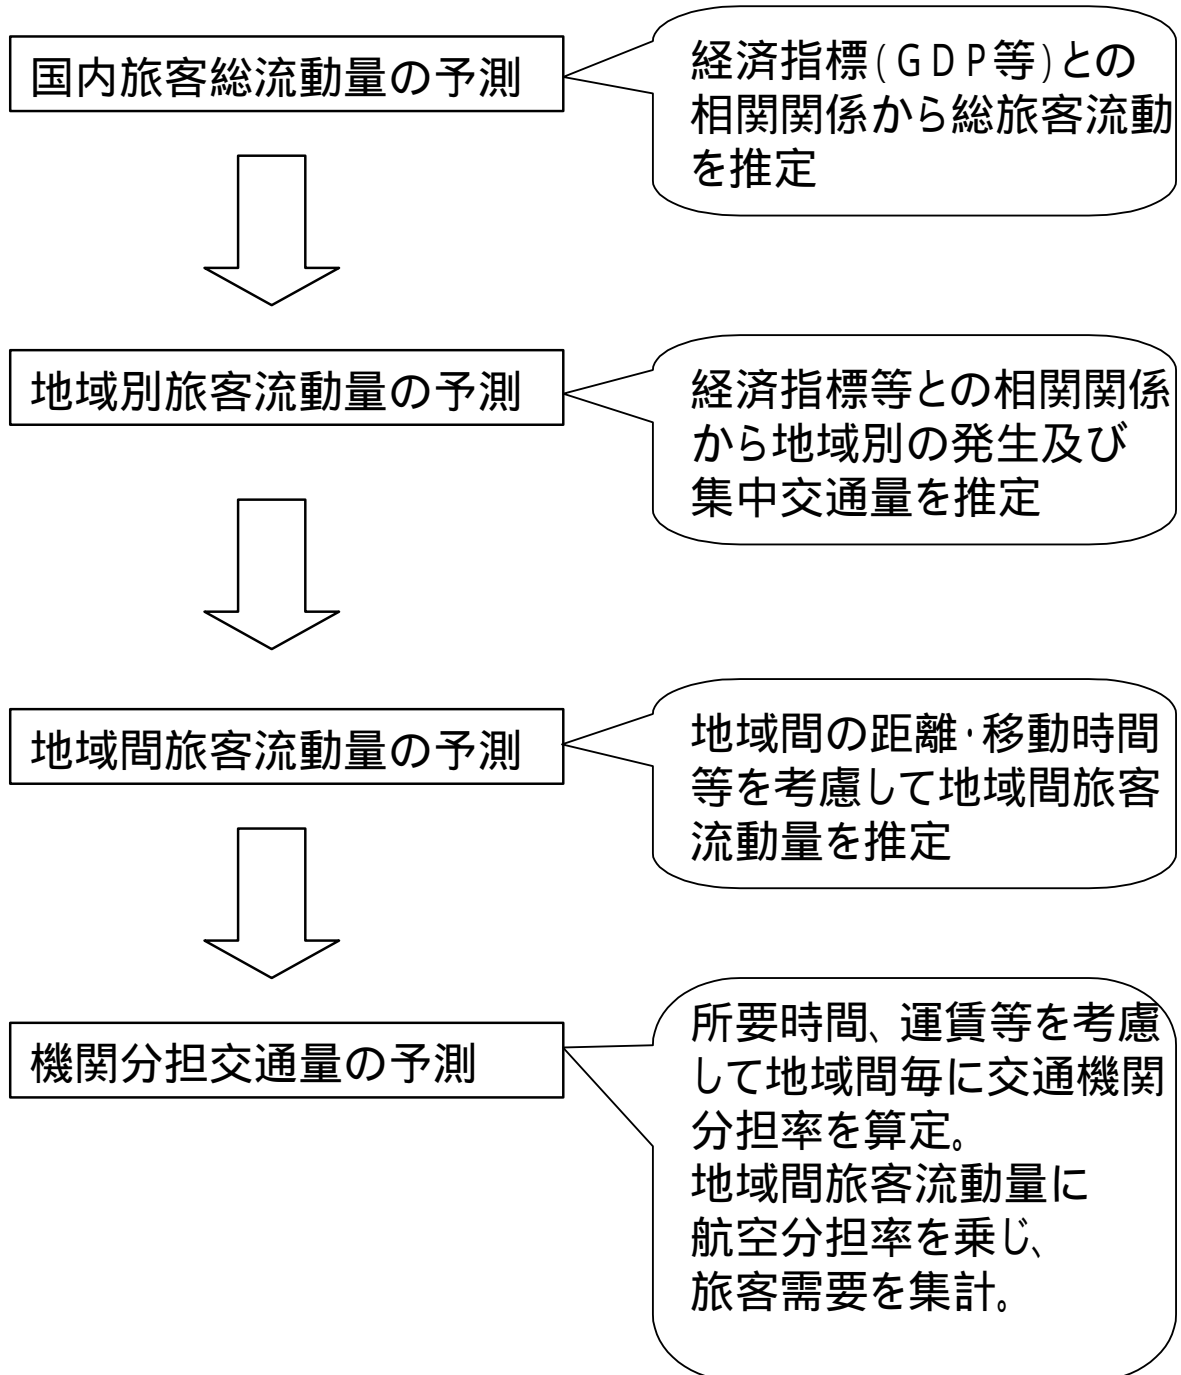 国内旅客総流動量の予測
経済指標(GDP等)との
相関関係から総旅客流動
を推定
地域別旅客流動量の予測
経済指標等との相関関係
から地域別の発生及び
集中交通量を推定
地域間旅客流動量の予測
地域間の距離・移動時間
等を考慮して地域間旅客
流動量を推定
機関分担交通量の予測
所要時間、運賃等を考慮
して地域間毎に交通機関
分担率を算定。
地域間旅客流動量に
航空分担率を乗じ、
旅客需要を集計。